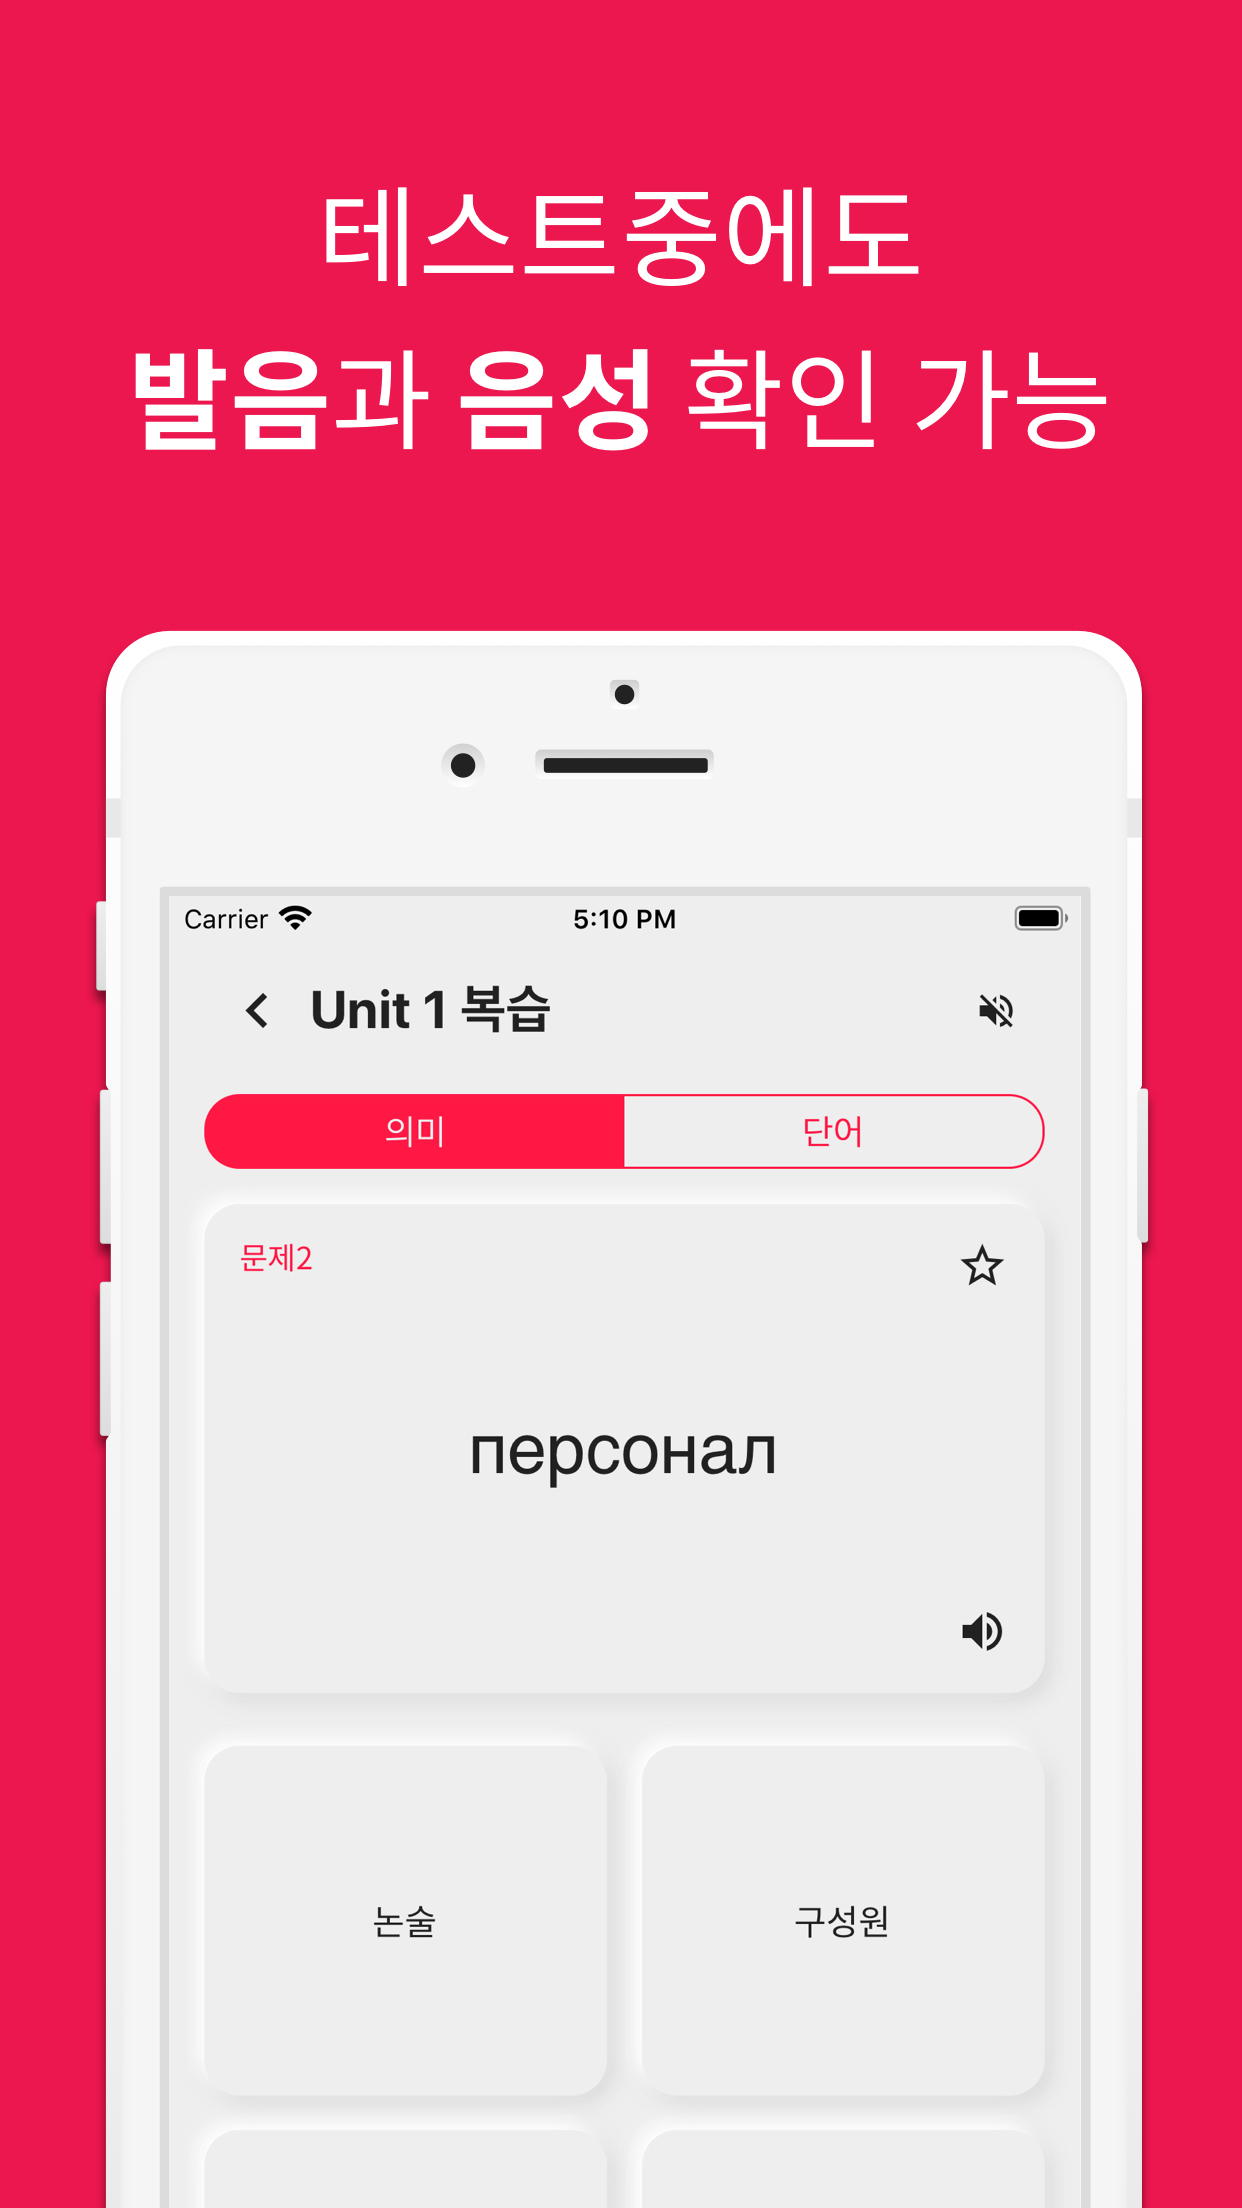 테스트중에도
발음과 음성 확인 가능
Carrier 5:10 PM
Unit 1 복습
의미 단어
문제2
персонал
논술 구성원